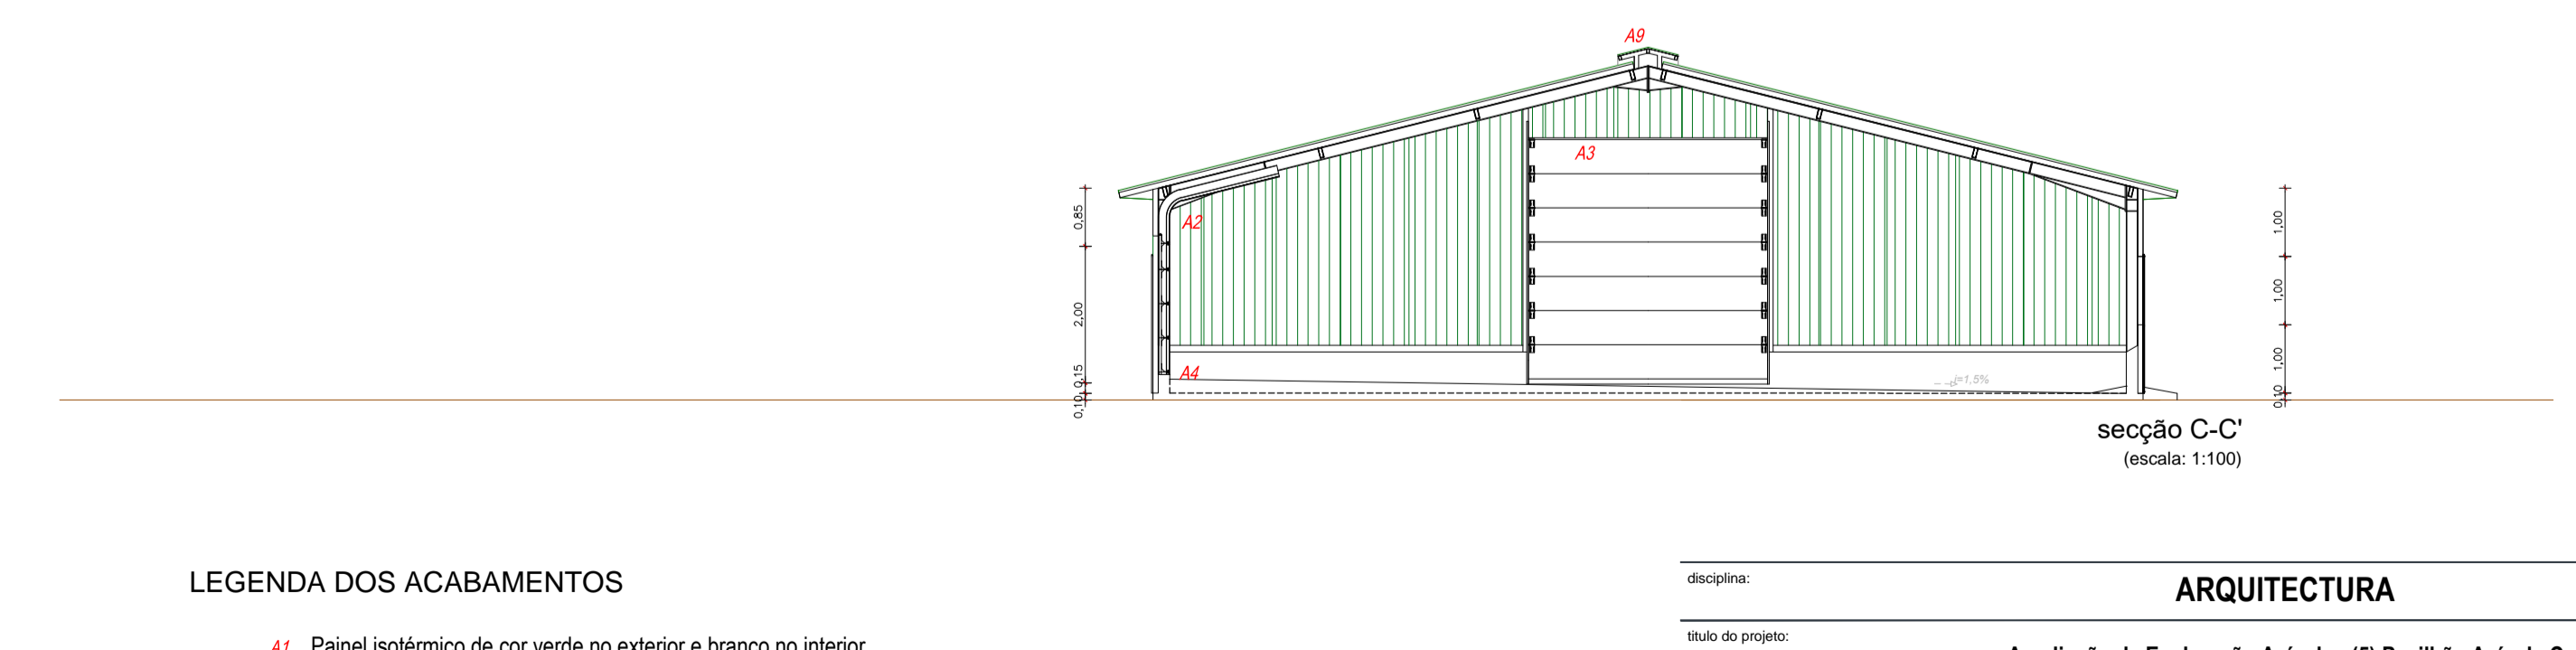 A9
A3
A2
A4
0,85
2,00
0,15
0,10
1,00
1,00
1,00
0,10
i=1,5%
secção C-C'
(escala: 1:100)
LEGENDA DOS ACABAMENTOS
A1 Painel isotérmico de cor verde no exterior e branco no interior
disciplina:
ARQUITECTURA
titulo do projeto: